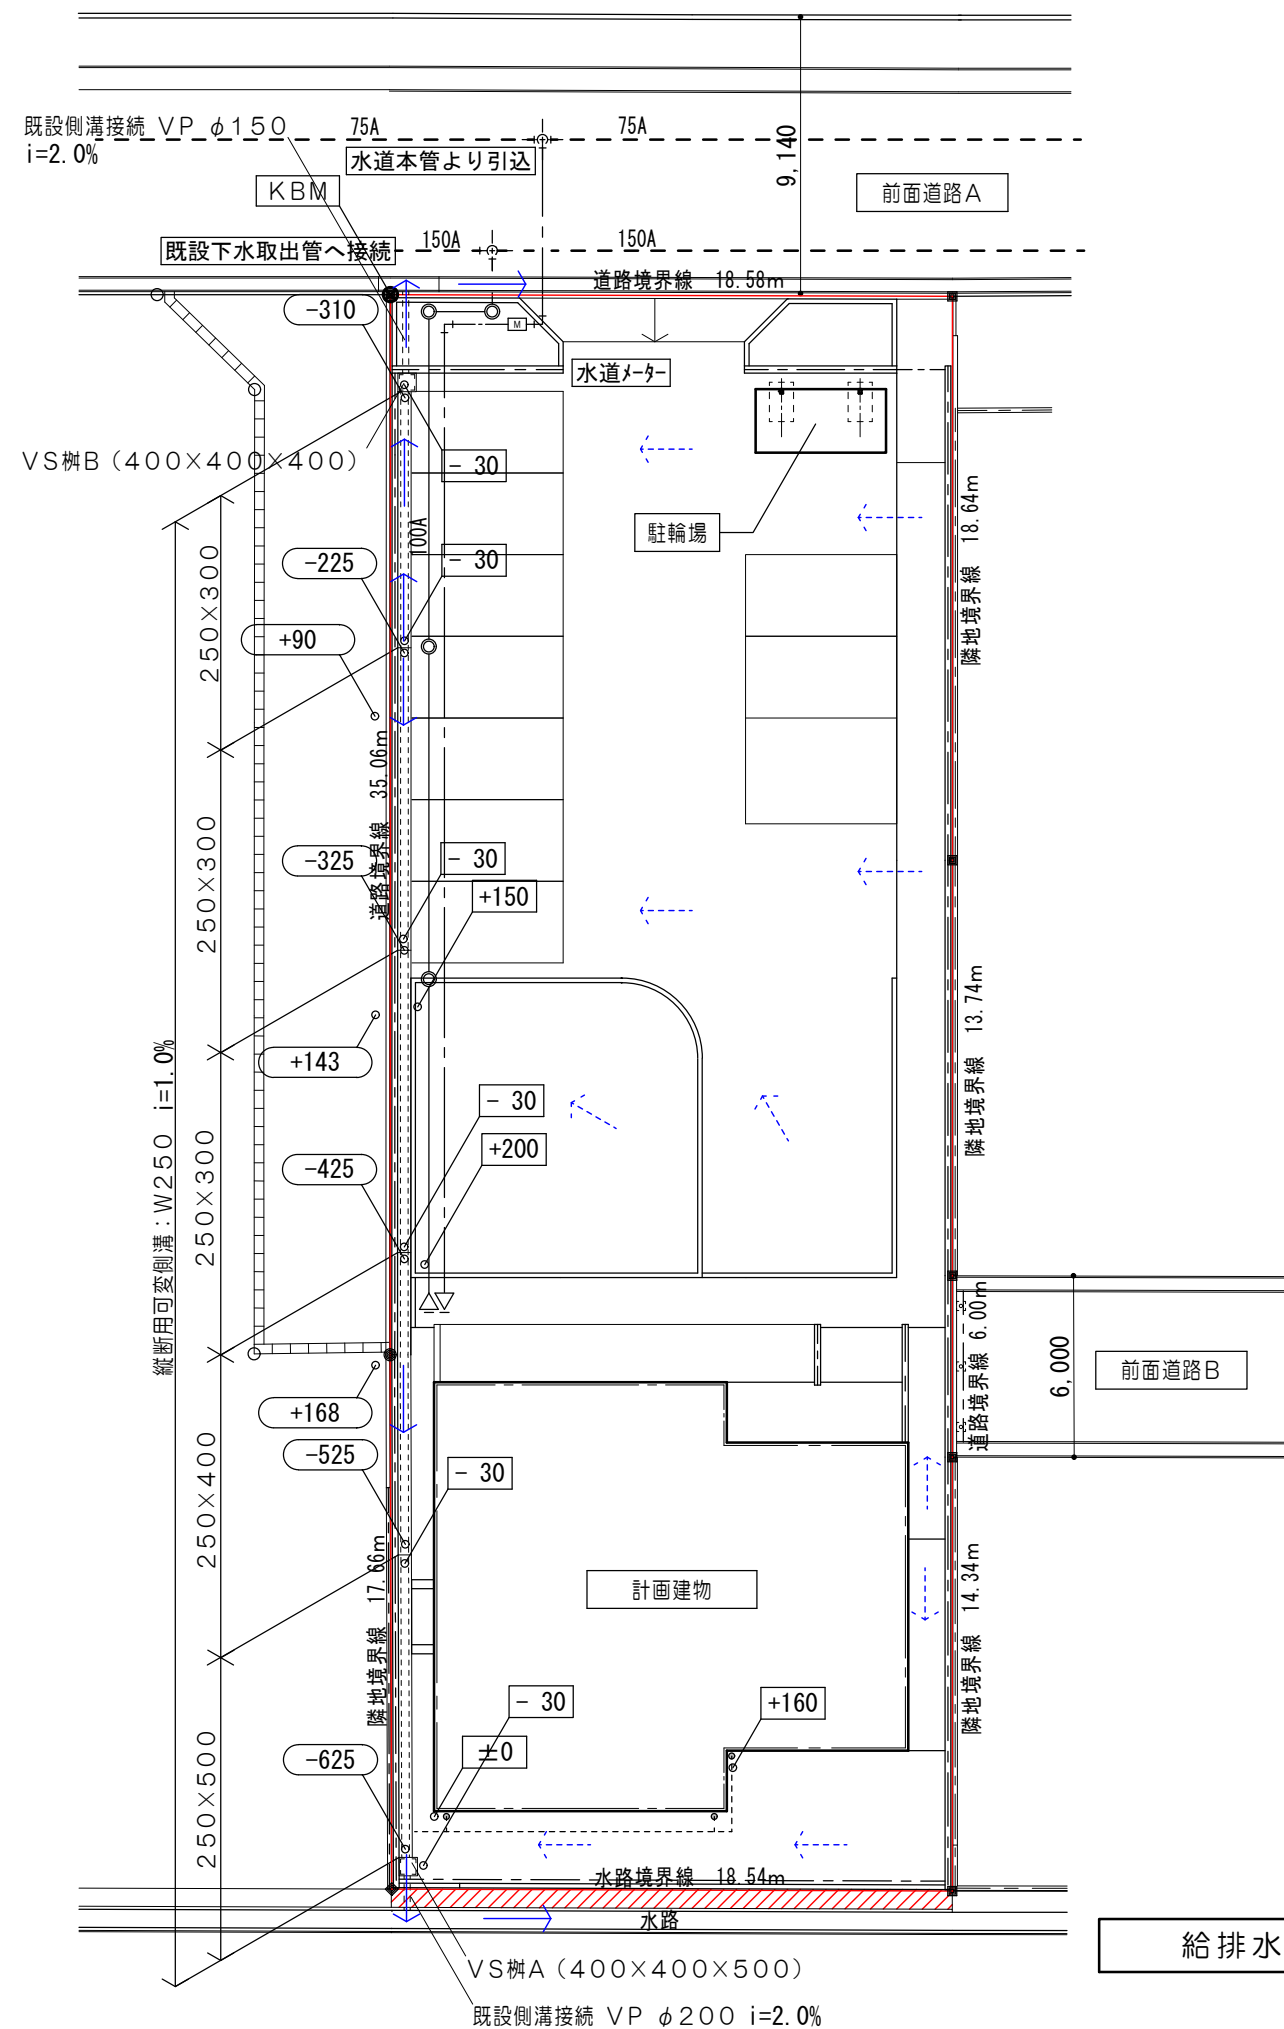 既設側溝接続 VP φ150
i=2.0%
75A
75A
水道本管より引込
9,140
前面道路A
KBM
既設下水取出管へ接続
150A
150A
道路境界線 18.58m
-310
M
水道ﾒｰﾀｰ
VS桝B (400×400×400)
- 30
駐輪場
100A
隣地境界線 18.64m
250×300
-225
- 30
+90
道路境界線 35.06m
250×300
-325
- 30
+150
+143
隣地境界線 13.74m
縦断用可変側溝:W250 i=1.0%
250×300
- 30
-425
+200
道路境界線 6.00m
6,000
前面道路B
+168
250×400
-525
- 30
隣地境界線 17.66m
計画建物
隣地境界線 14.34m
250×500
- 30
+160
±0
-625
水路境界線 18.54m
水路
給排水
VS桝A (400×400×500)
既設側溝接続 VP φ200 i=2.0%